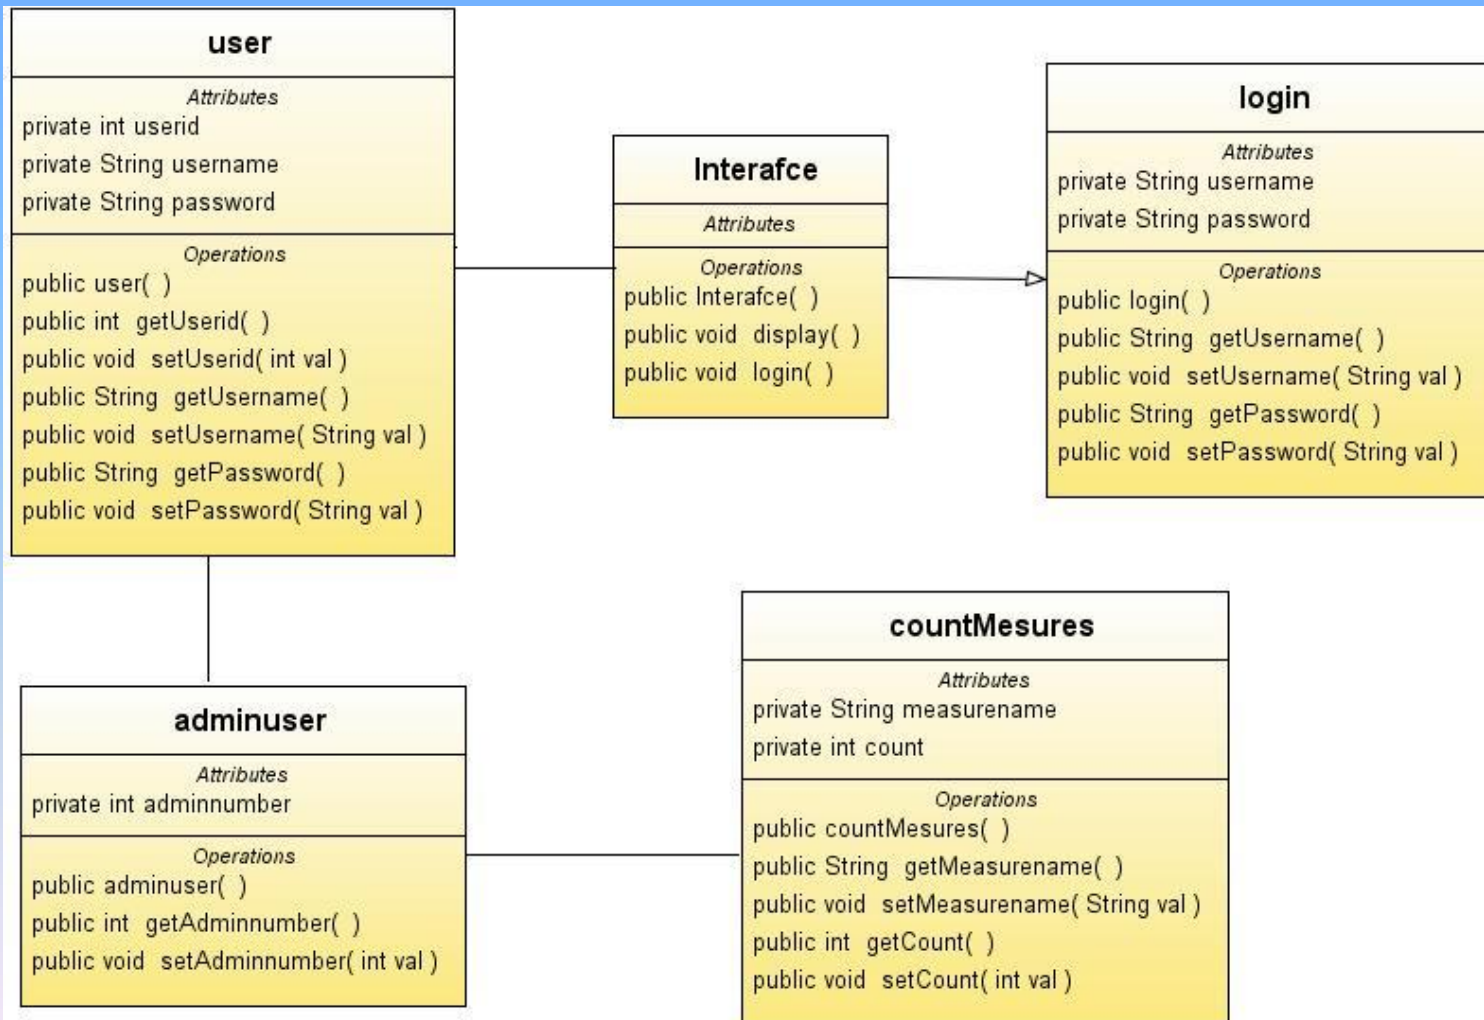 user
Attributes
private int userid
private String username
private String password
Operations
public user( )
public int getUserid( )
public void setUserid( int val )
public String getUsername( )
public void setUsername( String val )
public String getPassword( )
public void setPassword( String val )
Interafce
Attributes
Operations
public Interafce( )
public void display( )
public void login( )
login
Attributes
private String username
private String password
Operations
public login( )
public String getUsername( )
public void setUsername( String val )
public String getPassword( )
public void setPassword( String val )
adminuser
Attributes
private int adminnumber
Operations
public adminuser( )
public int getAdminnumber( )
public void setAdminnumber( int val )
countMesures
Attributes
private String measurename
private int count
Operations
public countMesures( )
public String getMeasurename( )
public void setMeasurename( String val )
public int getCount( )
public void setCount( int val )